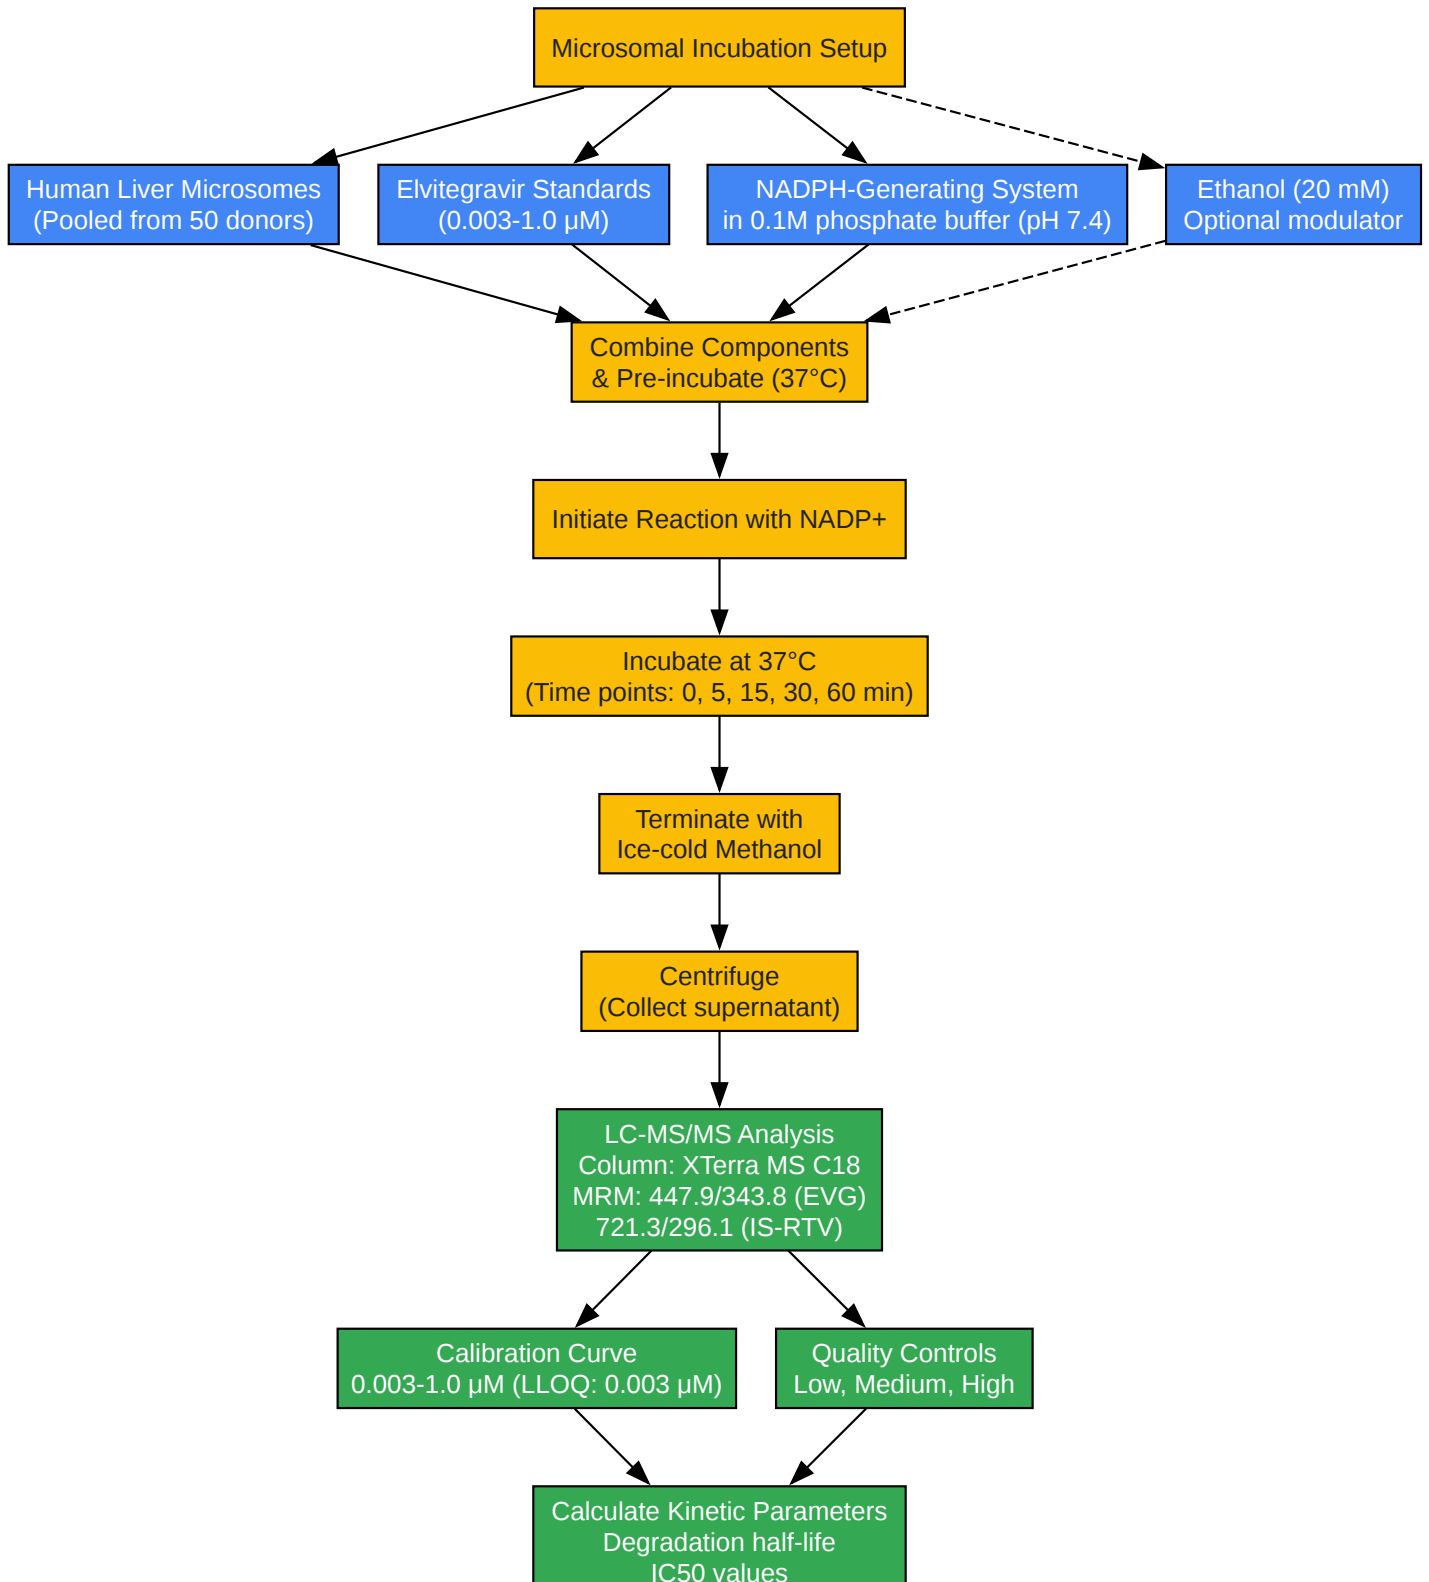 Microsomal Incubation Setup
Human Liver Microsomes
(Pooled from 50 donors)
Elvitegravir Standards
(0.003-1.0 μM)
NADPH-Generating System
in 0.1M phosphate buffer (pH 7.4)
Ethanol (20 mM)
Optional modulator
Combine Components
& Pre-incubate (37°C)
Initiate Reaction with NADP+
Incubate at 37°C
(Time points: 0, 5, 15, 30, 60 min)
Terminate with
Ice-cold Methanol
Centrifuge
(Collect supernatant)
LC-MS/MS Analysis
Column: XTerra MS C18
MRM: 447.9/343.8 (EVG)
721.3/296.1 (IS-RTV)
Calibration Curve
0.003-1.0 μM (LLOQ: 0.003 μM)
Quality Controls
Low, Medium, High
Calculate Kinetic Parameters
Degradation half-life
IC50 values